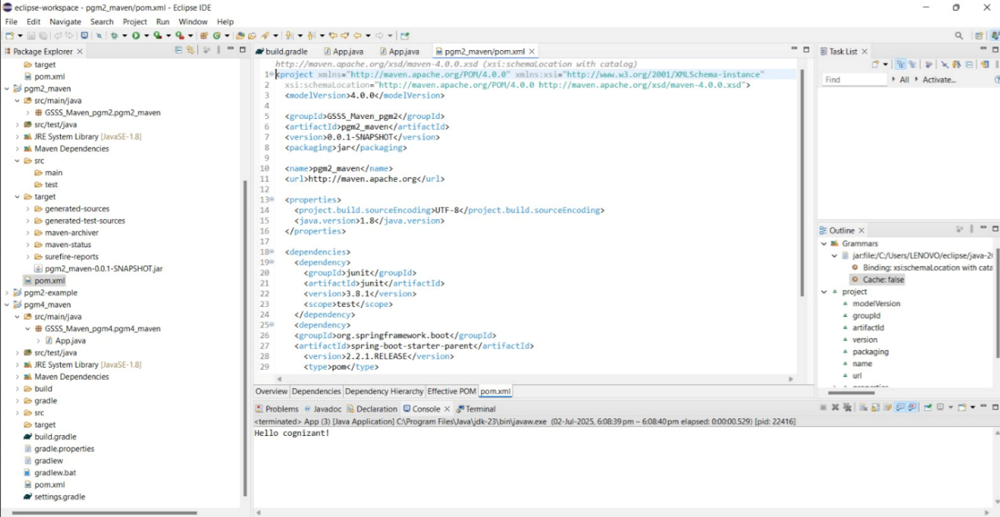 eclipse-workspace - pgm2_maven/pom.xml - Eclipse IDE
File Edit Navigate Search Project Run Window Help
Package Explorer
target
pom.xml
pgm2_maven
src/main/java
GSSS_Maven_pgm2.pgm2_maven
src/test/java
JRE System Library [JavaSE-1.8]
Maven Dependencies
src
main
test
target
generated-sources
generated-test-sources
maven-archiver
maven-status
surefire-reports
pgm2_maven-0.0.1-SNAPSHOT.jar
pom.xml
pgm2-example
pgm4_maven
src/main/java
GSSS_Maven_pgm4.pgm4_maven
App.java
src/test/java
JRE System Library [JavaSE-1.8]
Maven Dependencies
build
gradle
src
target
build.gradle
gradle.properties
gradlew
gradlew.bat
pom.xml
settings.gradle
build.gradle App.java App.java pgm2_maven/pom.xml
http://maven.apache.org/xsd/maven-4.0.0.xsd (xsi:schemaLocation with catalog)
1 <project xmlns="http://maven.apache.org/POM/4.0.0" xmlns:xsi="http://www.w3.org/2001/XMLSchema-instance"
2 xsi:schemaLocation="http://maven.apache.org/POM/4.0.0 http://maven.apache.org/xsd/maven-4.0.0.xsd">
3 <modelVersion>4.0.0</modelVersion>
4
5 <groupId>GSSS_Maven_pgm2</groupId>
6 <artifactId>pgm2_maven</artifactId>
7 <version>0.0.1-SNAPSHOT</version>
8 <packaging>jar</packaging>
9
10 <name>pgm2_maven</name>
11 <url>http://maven.apache.org</url>
12
13 <properties>
14 <project.build.sourceEncoding>UTF-8</project.build.sourceEncoding>
15 <java.version>1.8</java.version>
16 </properties>
17
18 <dependencies>
19 <dependency>
20 <groupId>junit</groupId>
21 <artifactId>junit</artifactId>
22 <version>3.8.1</version>
23 <scope>test</scope>
24 </dependency>
25 <dependency>
26 <groupId>org.springframework.boot</groupId>
27 <artifactId>spring-boot-starter-parent</artifactId>
28 <version>2.2.1.RELEASE</version>
29 <type>pom</type>
Overview Dependencies Dependency Hierarchy Effective POM pom.xml
Problems Javadoc Declaration Console Terminal
<terminated> App (3) [Java Application] C:\Program Files\Java\jdk-23\bin\javaw.exe (02-Jul-2025, 6:08:39 pm – 6:08:40 pm elapsed: 0:00:00.529) [pid: 22416]
Hello cognizant!
Task List
Find All Activate...
Outline
Grammars
jar:file:/C:/Users/LENOVO/eclipse/java-2
Binding: xsi:schemaLocation with cata
Cache: false
project
modelVersion
groupId
artifactId
version
packaging
name
url